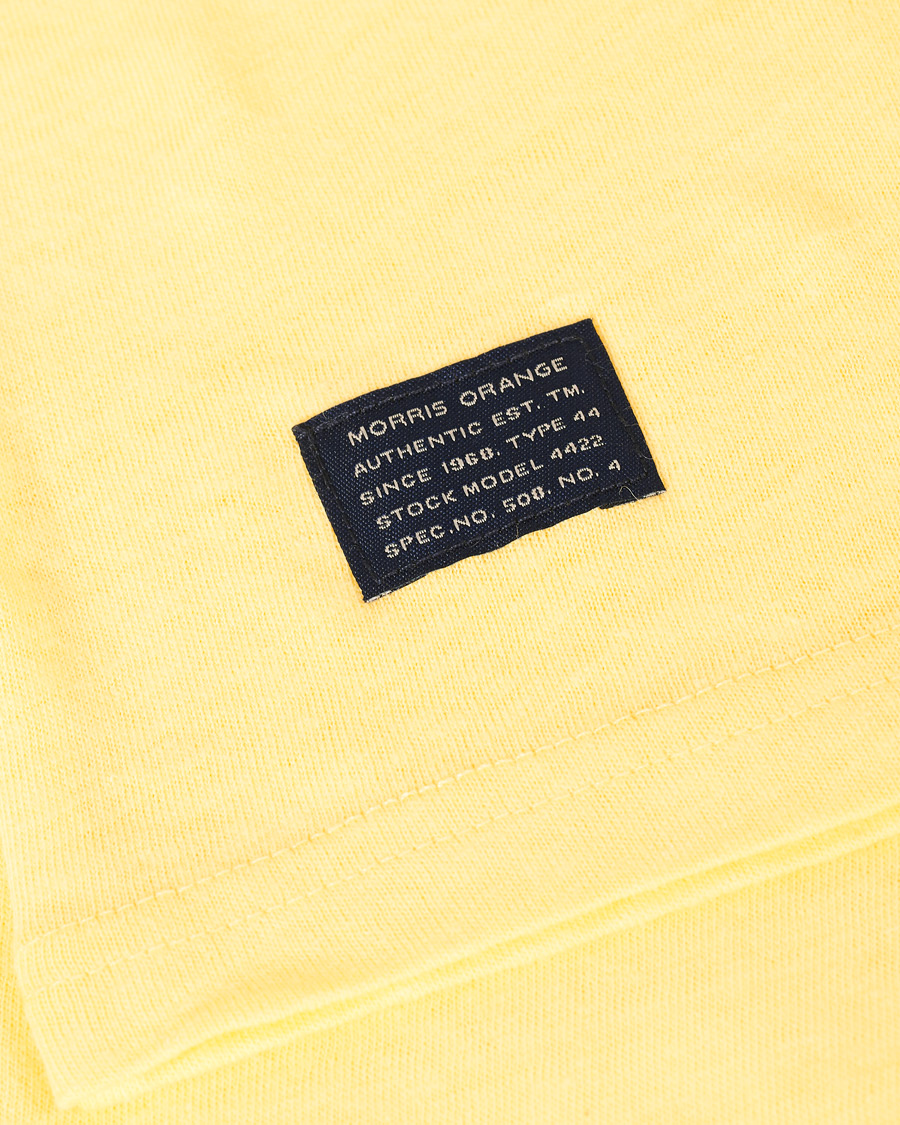 MORRIS ORANGE
AUTHENTIC EST. TM.
SINCE 1968. TYPE 44
STOCK MODEL 4422
SPEC.NO. 508. NO. 4